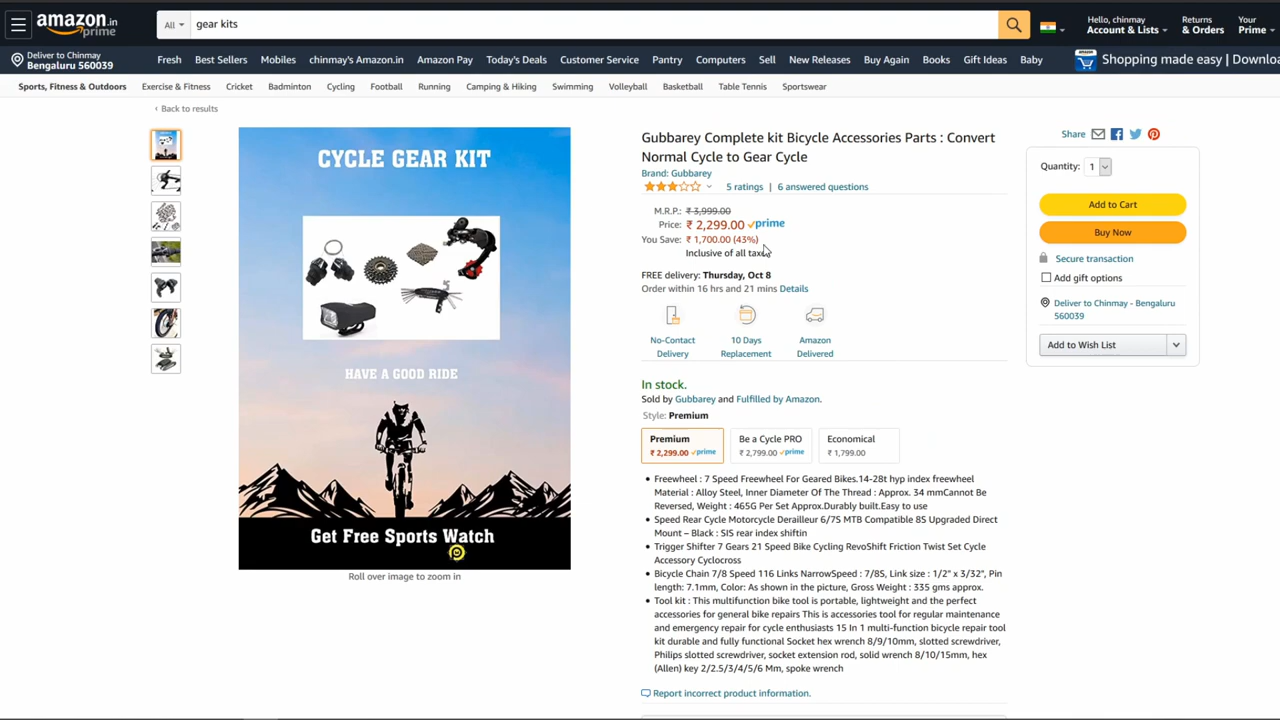 amazon.in
prime
All
gear kits
Hello, chinmay
Account & Lists
Returns
& Orders
Your
Prime
Deliver to Chinmay
Bengaluru 560039
Fresh Best Sellers Mobiles chinmay's Amazon.in Amazon Pay Today's Deals Customer Service Pantry Computers Sell New Releases Buy Again Books Gift Ideas Baby
Shopping made easy | Downlo
Sports, Fitness & Outdoors Exercise & Fitness Cricket Badminton Cycling Football Running Camping & Hiking Swimming Volleyball Basketball Table Tennis Sportswear
‹ Back to results
CYCLE GEAR KIT
HAVE A GOOD RIDE
Get Free Sports Watch
Roll over image to zoom in
Gubbarey Complete kit Bicycle Accessories Parts : Convert
Normal Cycle to Gear Cycle
Brand: Gubbarey
5 ratings | 6 answered questions
M.R.P.: ₹ 3,999.00
Price: ₹ 2,299.00 prime
You Save: ₹ 1,700.00 (43%)
Inclusive of all taxes
FREE delivery: Thursday, Oct 8
Order within 16 hrs and 21 mins Details
No-Contact
Delivery
10 Days
Replacement
Amazon
Delivered
In stock.
Sold by Gubbarey and Fulfilled by Amazon.
Style: Premium
Premium
₹ 2,299.00 prime
Be a Cycle PRO
₹ 2,799.00 prime
Economical
₹ 1,799.00
• Freewheel : 7 Speed Freewheel For Geared Bikes.14-28t hyp index freewheel
Material : Alloy Steel, Inner Diameter Of The Thread : Approx. 34 mmCannot Be
Reversed, Weight : 465G Per Set Approx.Durably built.Easy to use
• Speed Rear Cycle Motorcycle Derailleur 6/7S MTB Compatible 8S Upgraded Direct
Mount – Black : SIS rear index shiftin
• Trigger Shifter 7 Gears 21 Speed Bike Cycling RevoShift Friction Twist Set Cycle
Accessory Cyclocross
• Bicycle Chain 7/8 Speed 116 Links NarrowSpeed : 7/8S, Link size : 1/2" x 3/32", Pin
length: 7.1mm, Color: As shown in the picture, Gross Weight : 335 gms approx.
• Tool kit : This multifunction bike tool is portable, lightweight and the perfect
accessories for general bike repairs This is accessories tool for regular maintenance
and emergency repair for cycle enthusiasts 15 In 1 multi-function bicycle repair tool
kit durable and fully functional Socket hex wrench 8/9/10mm, slotted screwdriver,
Philips slotted screwdriver, socket extension rod, solid wrench 8/10/15mm, hex
(Allen) key 2/2.5/3/4/5/6 Mm, spoke wrench
Report incorrect product information.
Share
Quantity: 1
Add to Cart
Buy Now
Secure transaction
Add gift options
Deliver to Chinmay - Bengaluru
560039
Add to Wish List